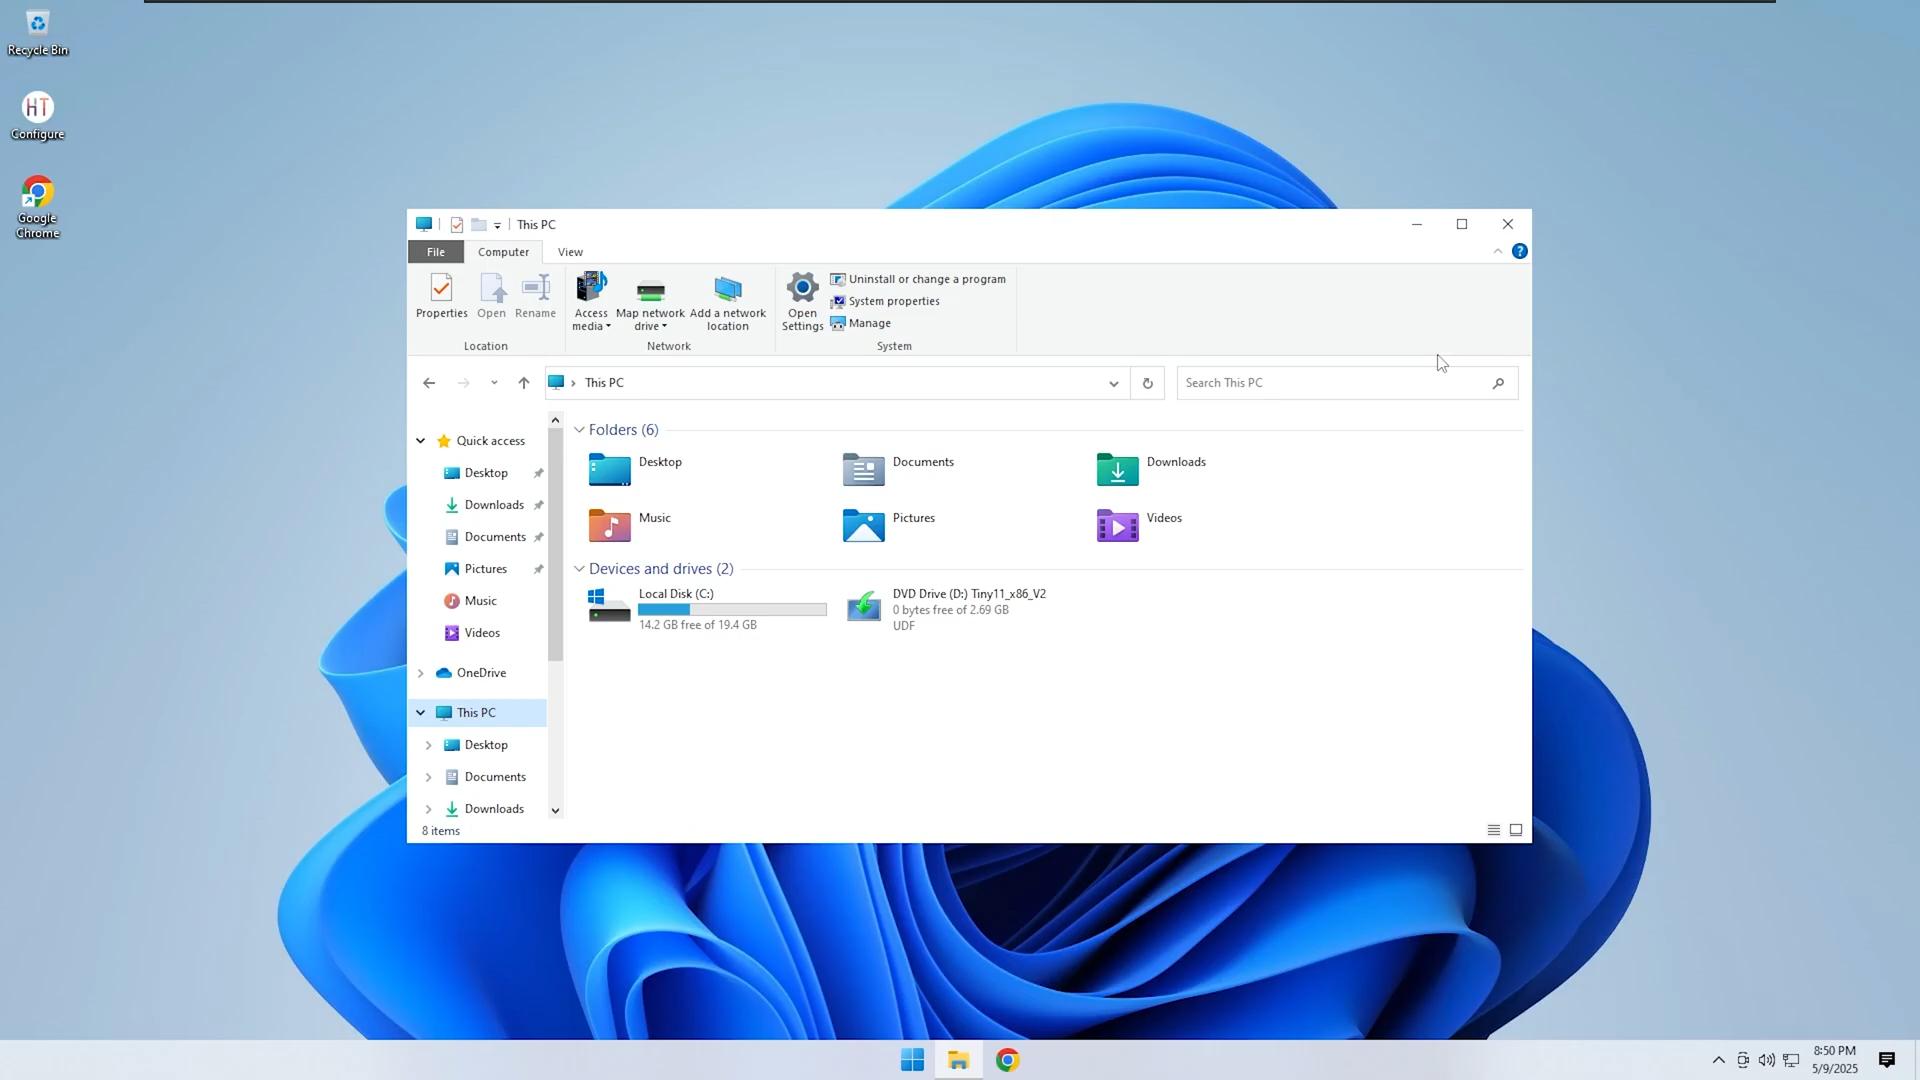 Recycle Bin
HT
Configure
Google
Chrome
This PC
File Computer View
Properties Open Rename
Location
Access
media
Map network
drive
Add a network
location
Network
Open
Settings
Uninstall or change a program
System properties
Manage
System
This PC
Search This PC
Quick access
Desktop
Downloads
Documents
Pictures
Music
Videos
OneDrive
This PC
Desktop
Documents
Downloads
8 items
Folders (6)
Desktop
Documents
Downloads
Music
Pictures
Videos
Devices and drives (2)
Local Disk (C:)
14.2 GB free of 19.4 GB
DVD Drive (D:) Tiny11_x86_V2
0 bytes free of 2.69 GB
UDF
8:50 PM
5/9/2025